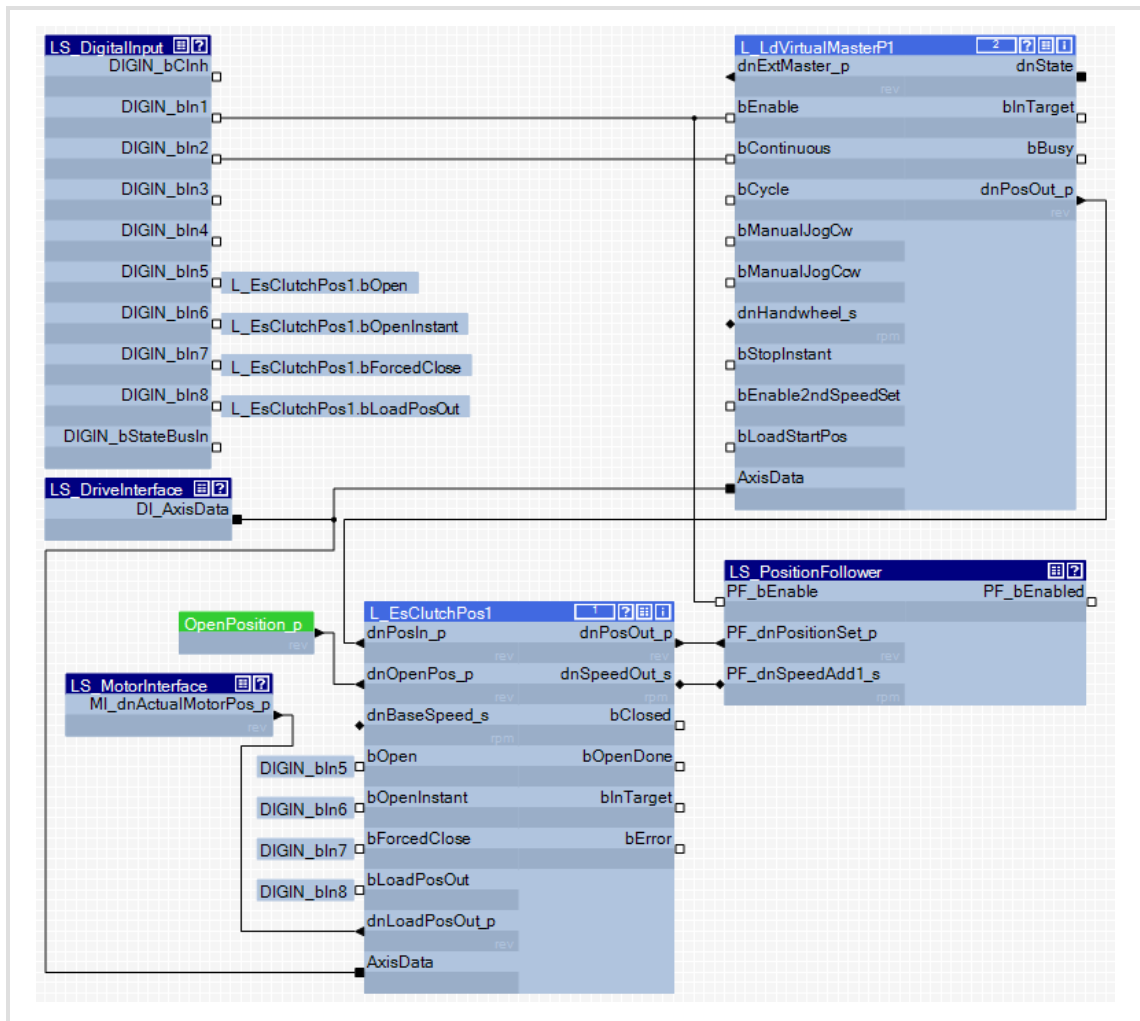 LS_DigitalInput ?
DIGIN_bCInh
DIGIN_bIn1
DIGIN_bIn2
DIGIN_bIn3
DIGIN_bIn4
DIGIN_bIn5
L_EsClutchPos1.bOpen
DIGIN_bIn6
L_EsClutchPos1.bOpenInstant
DIGIN_bIn7
L_EsClutchPos1.bForcedClose
DIGIN_bIn8
L_EsClutchPos1.bLoadPosOut
DIGIN_bStateBusIn
L_LdVirtualMasterP1 2 ? i
dnExtMaster_p dnState
rev
bEnable bInTarget
bContinuous bBusy
bCycle dnPosOut_p
rev
bManualJogCw
bManualJogCcw
dnHandwheel_s
rpm
bStopInstant
bEnable2ndSpeedSet
bLoadStartPos
AxisData
LS_DriveInterface ?
DI_AxisData
OpenPosition_p
rev
LS_MotorInterface ?
MI_dnActualMotorPos_p
rev
L_EsClutchPos1 1 ? i
dnPosIn_p dnPosOut_p
rev rev
dnOpenPos_p dnSpeedOut_s
rev rpm
dnBaseSpeed_s bClosed
rpm
DIGIN_bIn5 bOpen bOpenDone
DIGIN_bIn6 bOpenInstant bInTarget
DIGIN_bIn7 bForcedClose bError
DIGIN_bIn8 bLoadPosOut
dnLoadPosOut_p
rev
AxisData
LS_PositionFollower ?
PF_bEnable PF_bEnabled
PF_dnPositionSet_p
rev
PF_dnSpeedAdd1_s
rpm